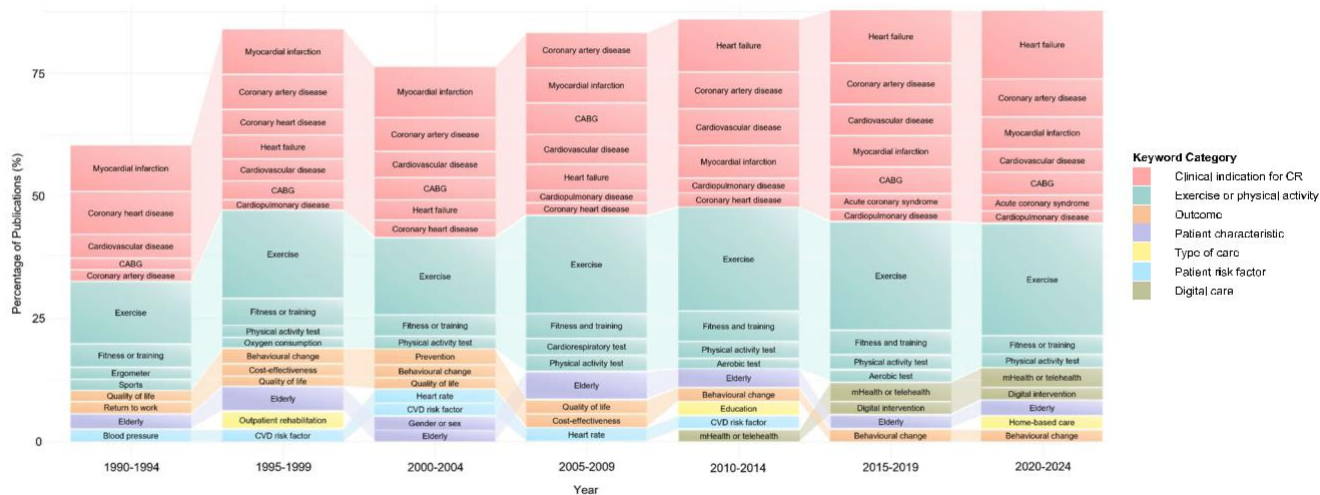 75
50
25
0
Percentage of Publications (%)
Myocardial infarction
Coronary heart disease
Cardiovascular disease
CABG
Coronary artery disease
Exercise
Fitness or training
Ergometer
Sports
Quality of life
Return to work
Elderly
Blood pressure
1990-1994
Myocardial infarction
Coronary artery disease
Coronary heart disease
Heart failure
Cardiovascular disease
CABG
Cardiopulmonary disease
Exercise
Fitness or training
Physical activity test
Oxygen consumption
Behavioural change
Cost-effectiveness
Quality of life
Elderly
Outpatient rehabilitation
CVD risk factor
1995-1999
Myocardial infarction
Coronary artery disease
Cardiovascular disease
CABG
Heart failure
Coronary heart disease
Exercise
Fitness or training
Physical activity test
Prevention
Behavioural change
Quality of life
Heart rate
CVD risk factor
Gender or sex
Elderly
2000-2004
Coronary artery disease
Myocardial infarction
CABG
Cardiovascular disease
Heart failure
Cardiopulmonary disease
Coronary heart disease
Exercise
Fitness and training
Cardiorespiratory test
Physical activity test
Elderly
Quality of life
Cost-effectiveness
Heart rate
2005-2009
Heart failure
Coronary artery disease
Cardiovascular disease
Myocardial infarction
Cardiopulmonary disease
Coronary heart disease
Exercise
Fitness and training
Physical activity test
Aerobic test
Elderly
Behavioural change
Education
CVD risk factor
mHealth or telehealth
2010-2014
Heart failure
Coronary artery disease
Cardiovascular disease
Myocardial infarction
CABG
Acute coronary syndrome
Cardiopulmonary disease
Exercise
Fitness and training
Physical activity test
Aerobic test
mHealth or telehealth
Digital intervention
Elderly
Behavioural change
2015-2019
Heart failure
Coronary artery disease
Myocardial infarction
Cardiovascular disease
CABG
Acute coronary syndrome
Cardiopulmonary disease
Exercise
Fitness or training
Physical activity test
mHealth or telehealth
Digital intervention
Elderly
Home-based care
Behavioural change
2020-2024
Year
Keyword Category
Clinical indication for CR
Exercise or physical activity
Outcome
Patient characteristic
Type of care
Patient risk factor
Digital care